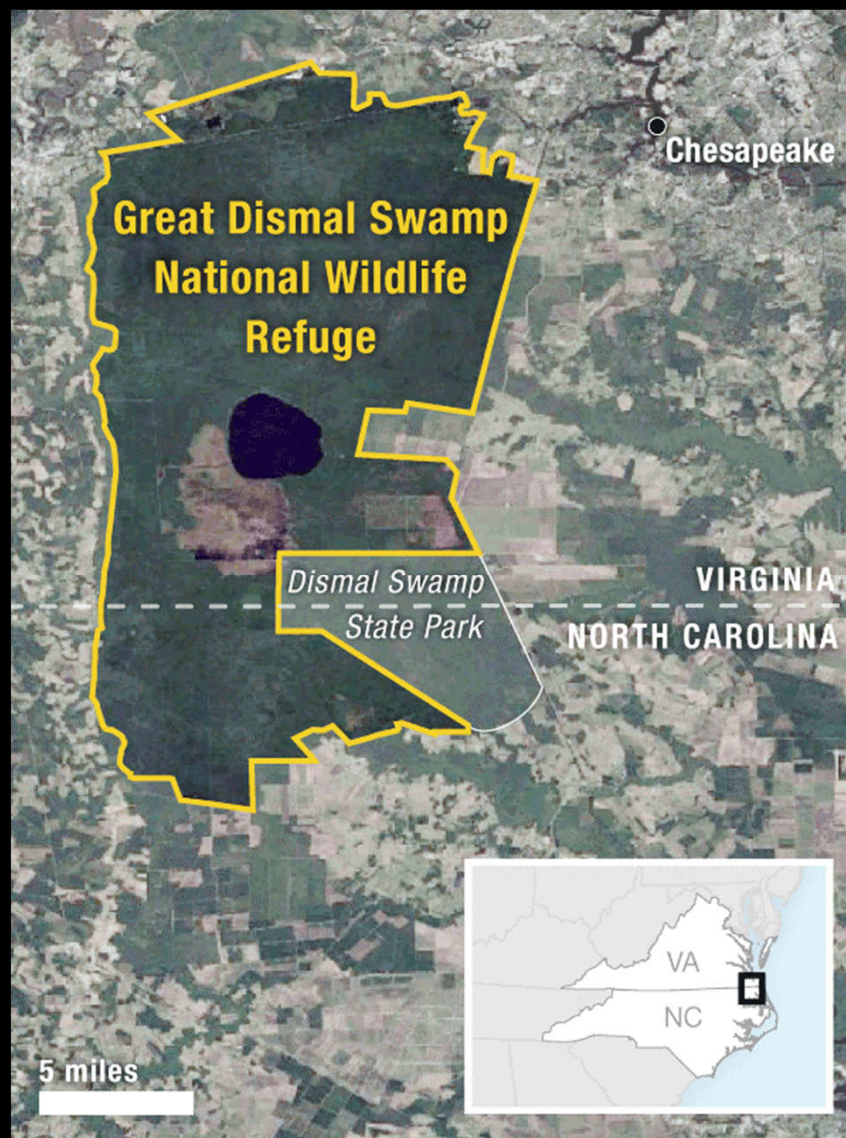 Chesapeake
Great Dismal Swamp
National Wildlife
Refuge
Dismal Swamp
State Park
VIRGINIA
NORTH CAROLINA
VA
NC
5 miles